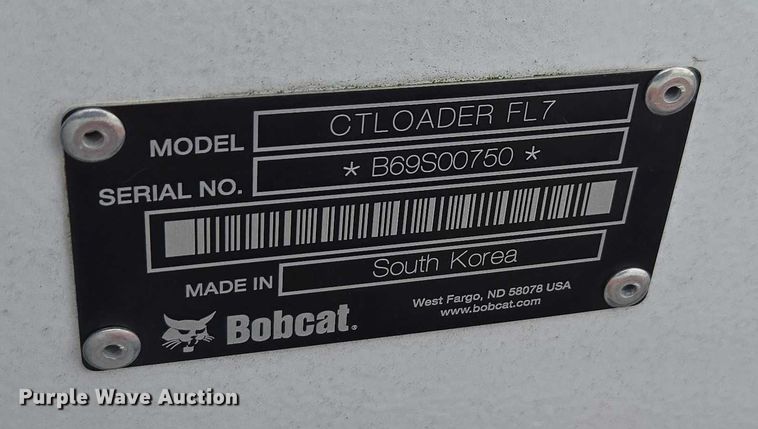 MODEL CTLOADER FL7
SERIAL NO. * B69S00750 *
MADE IN South Korea
Bobcat®
West Fargo, ND 58078 USA
www.bobcat.com
Purple Wave Auction